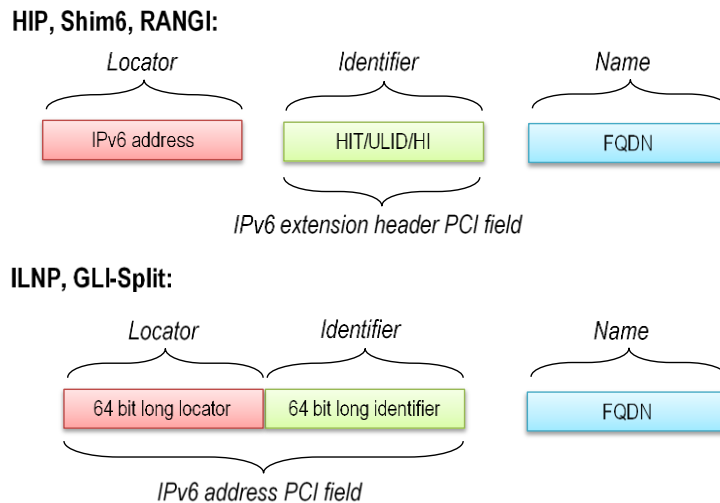 HIP, Shim6, RANGI:
Locator Identifier Name
IPv6 address HIT/ULID/HI FQDN
IPv6 extension header PCI field
ILNP, GLI-Split:
Locator Identifier Name
64 bit long locator 64 bit long identifier FQDN
IPv6 address PCI field